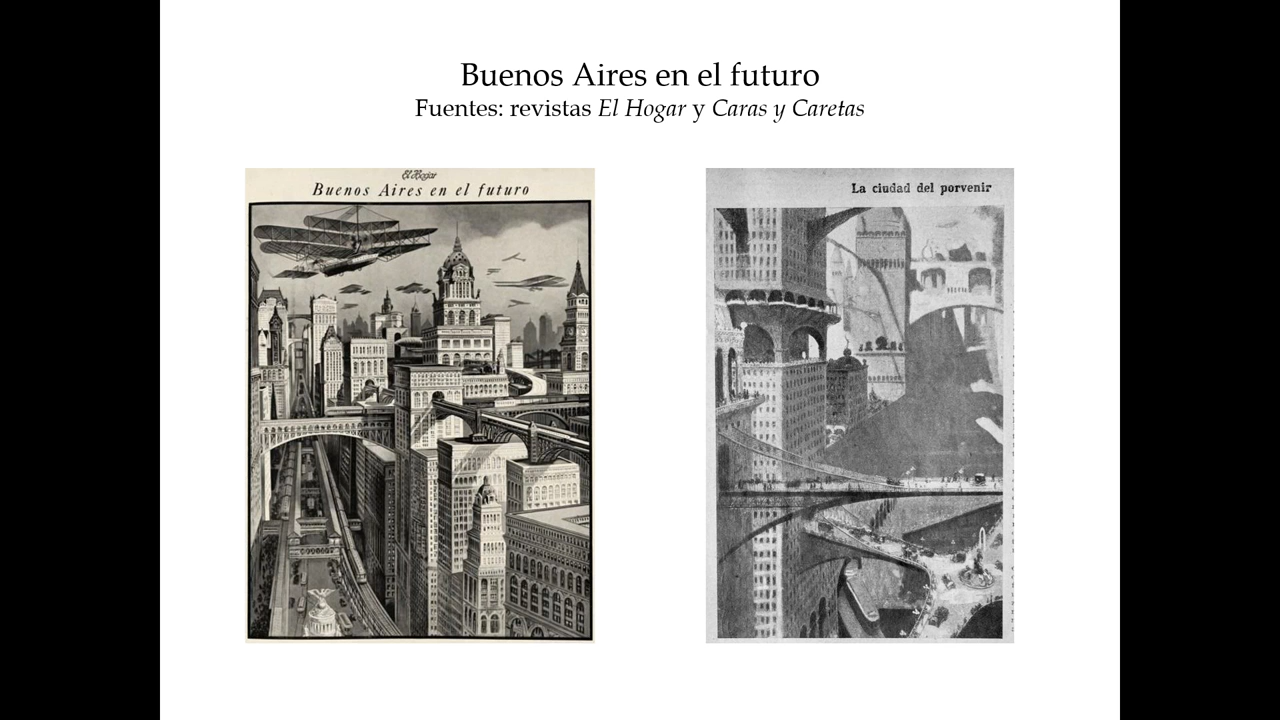 Buenos Aires en el futuro
Fuentes: revistas El Hogar y Caras y Caretas
El Hogar
Buenos Aires en el futuro
La ciudad del porvenir